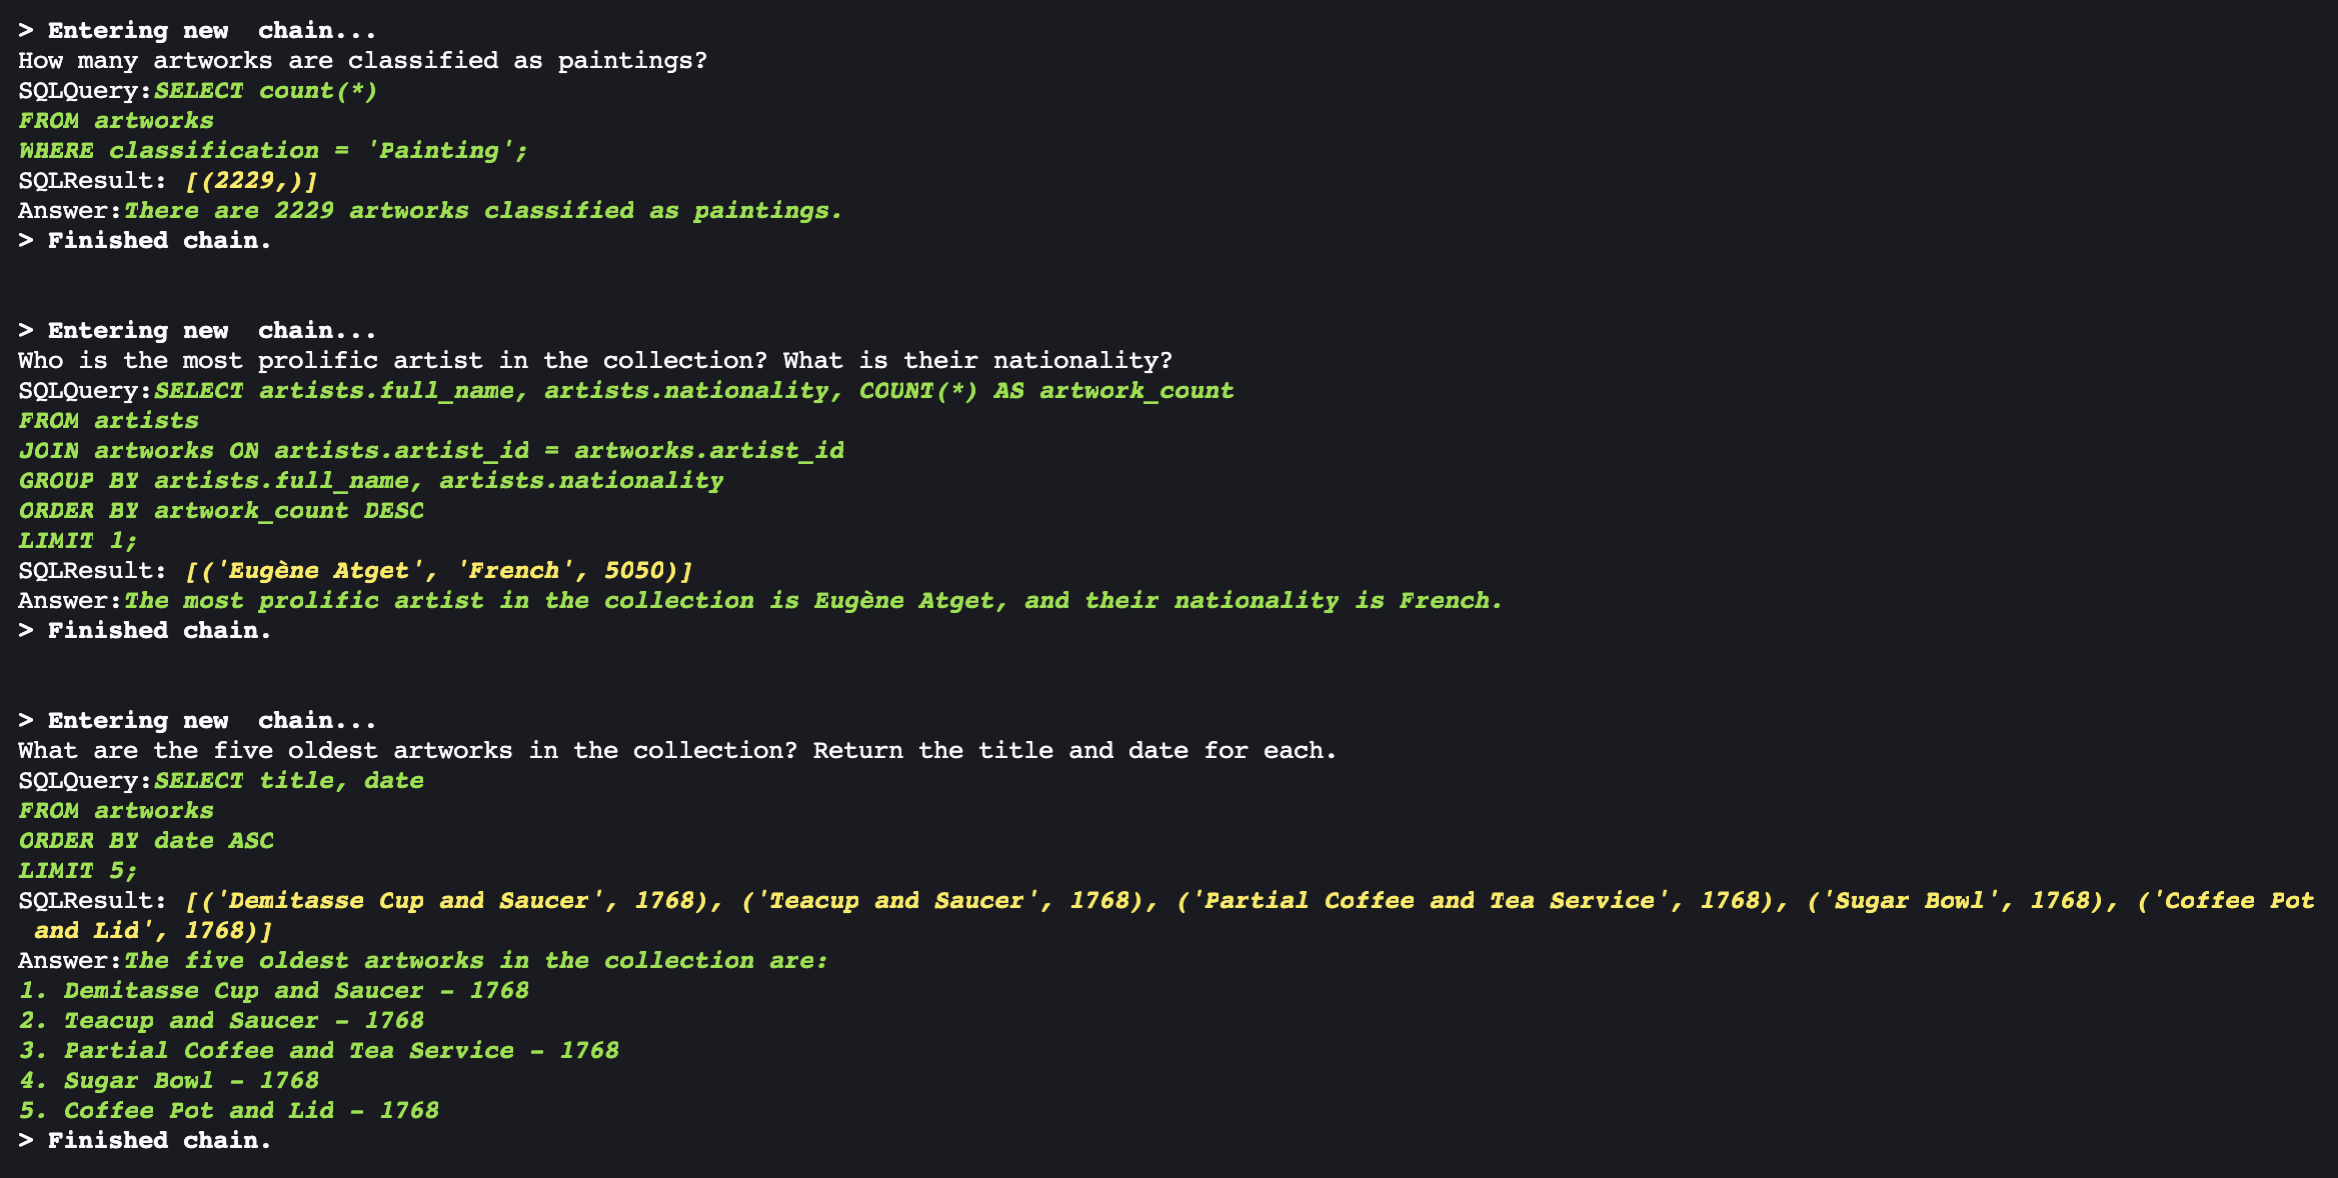 > Entering new  chain...
How many artworks are classified as paintings?
SQLQuery:SELECT count(*)
FROM artworks
WHERE classification = 'Painting';
SQLResult: [(2229,)]
Answer:There are 2229 artworks classified as paintings.
> Finished chain.
> Entering new  chain...
Who is the most prolific artist in the collection? What is their nationality?
SQLQuery:SELECT artists.full_name, artists.nationality, COUNT(*) AS artwork_count
FROM artists
JOIN artworks ON artists.artist_id = artworks.artist_id
GROUP BY artists.full_name, artists.nationality
ORDER BY artwork_count DESC
LIMIT 1;
SQLResult: [('Eugène Atget', 'French', 5050)]
Answer:The most prolific artist in the collection is Eugène Atget, and their nationality is French.
> Finished chain.
> Entering new  chain...
What are the five oldest artworks in the collection? Return the title and date for each.
SQLQuery:SELECT title, date
FROM artworks
ORDER BY date ASC
LIMIT 5;
SQLResult: [('Demitasse Cup and Saucer', 1768), ('Teacup and Saucer', 1768), ('Partial Coffee and Tea Service', 1768), ('Sugar Bowl', 1768), ('Coffee Pot
and Lid', 1768)]
Answer:The five oldest artworks in the collection are:
1. Demitasse Cup and Saucer - 1768
2. Teacup and Saucer - 1768
3. Partial Coffee and Tea Service - 1768
4. Sugar Bowl - 1768
5. Coffee Pot and Lid - 1768
> Finished chain.